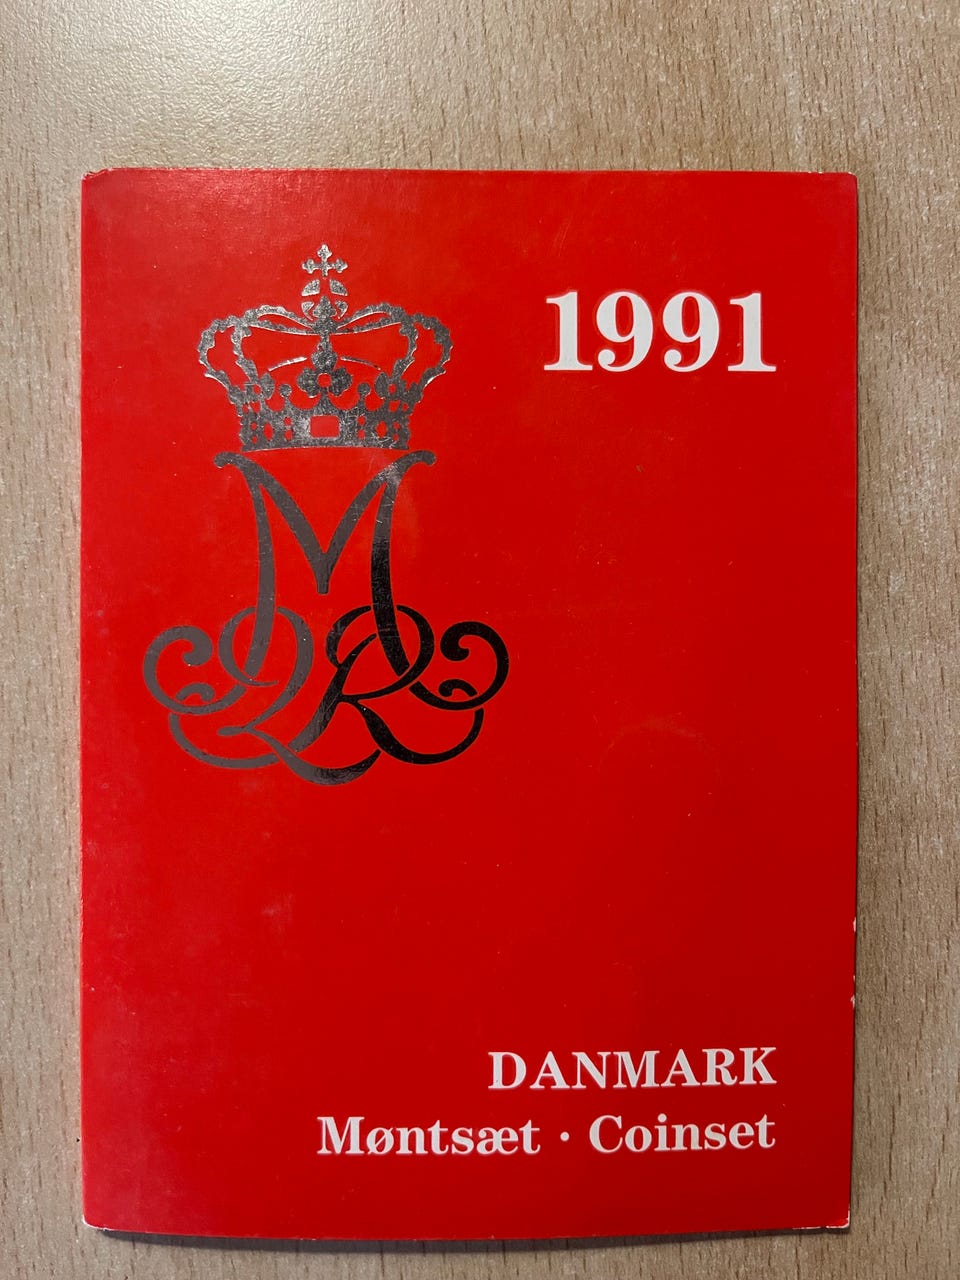 1991
DANMARK
Møntsæt · Coinset